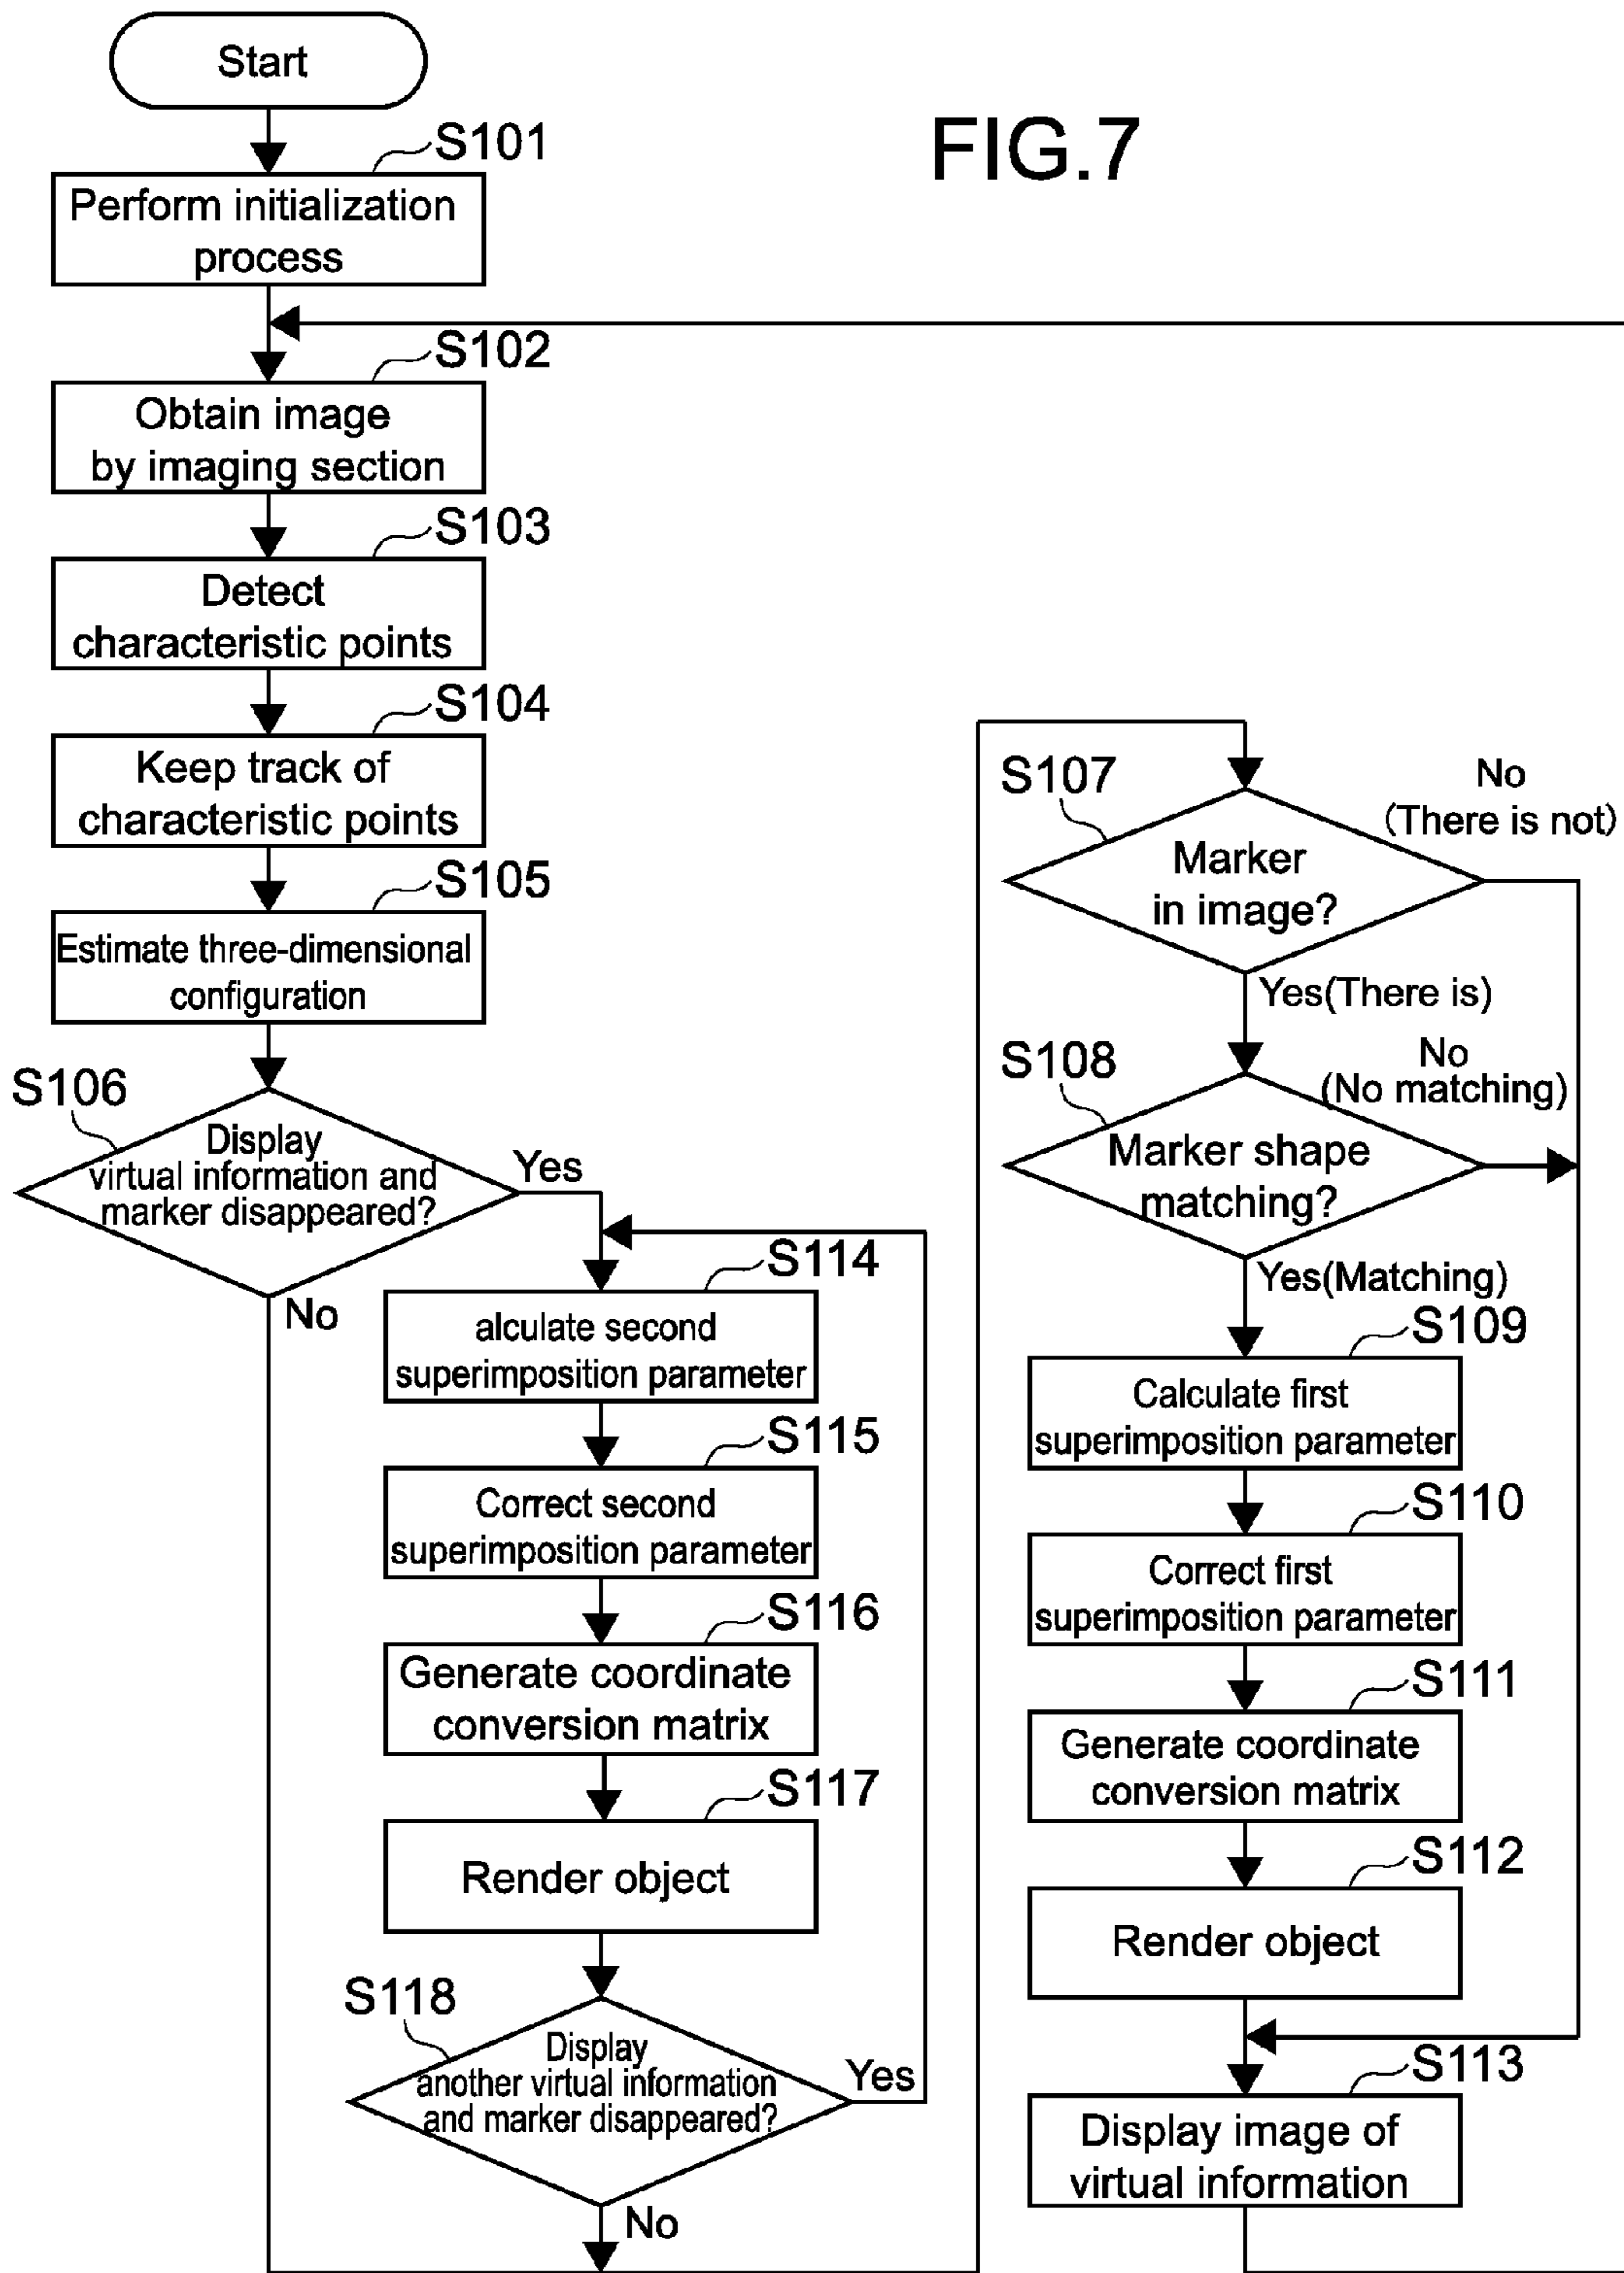 FIG.7
Start
S101
Perform initialization
process
S102
Obtain image
by imaging section
S103
Detect
characteristic points
S104
Keep track of
characteristic points
S105
Estimate three-dimensional
configuration
S106
Display
virtual information and
marker disappeared?
Yes
No
S114
alculate second
superimposition parameter
S115
Correct second
superimposition parameter
S116
Generate coordinate
conversion matrix
S117
Render object
S118
Display
another virtual information
and marker disappeared?
Yes
No
S107
Marker
in image?
No
(There is not)
Yes(There is)
S108
Marker shape
matching?
No
(No matching)
Yes(Matching)
S109
Calculate first
superimposition parameter
S110
Correct first
superimposition parameter
S111
Generate coordinate
conversion matrix
S112
Render object
S113
Display image of
virtual information